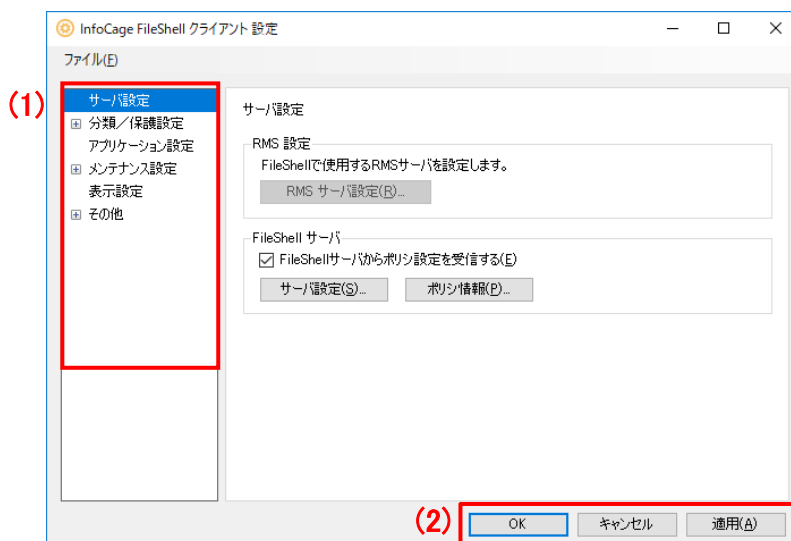 InfoCage FileShell クライアント 設定
ファイル(F)
(1)
サーバ設定
分類／保護設定
アプリケーション設定
メンテナンス設定
表示設定
その他
サーバ設定
RMS 設定
FileShellで使用するRMSサーバを設定します。
RMS サーバ設定(R)...
FileShell サーバ
FileShellサーバからポリシ設定を受信する(E)
サーバ設定(S)... ポリシ情報(P)...
(2)
OK キャンセル 適用(A)